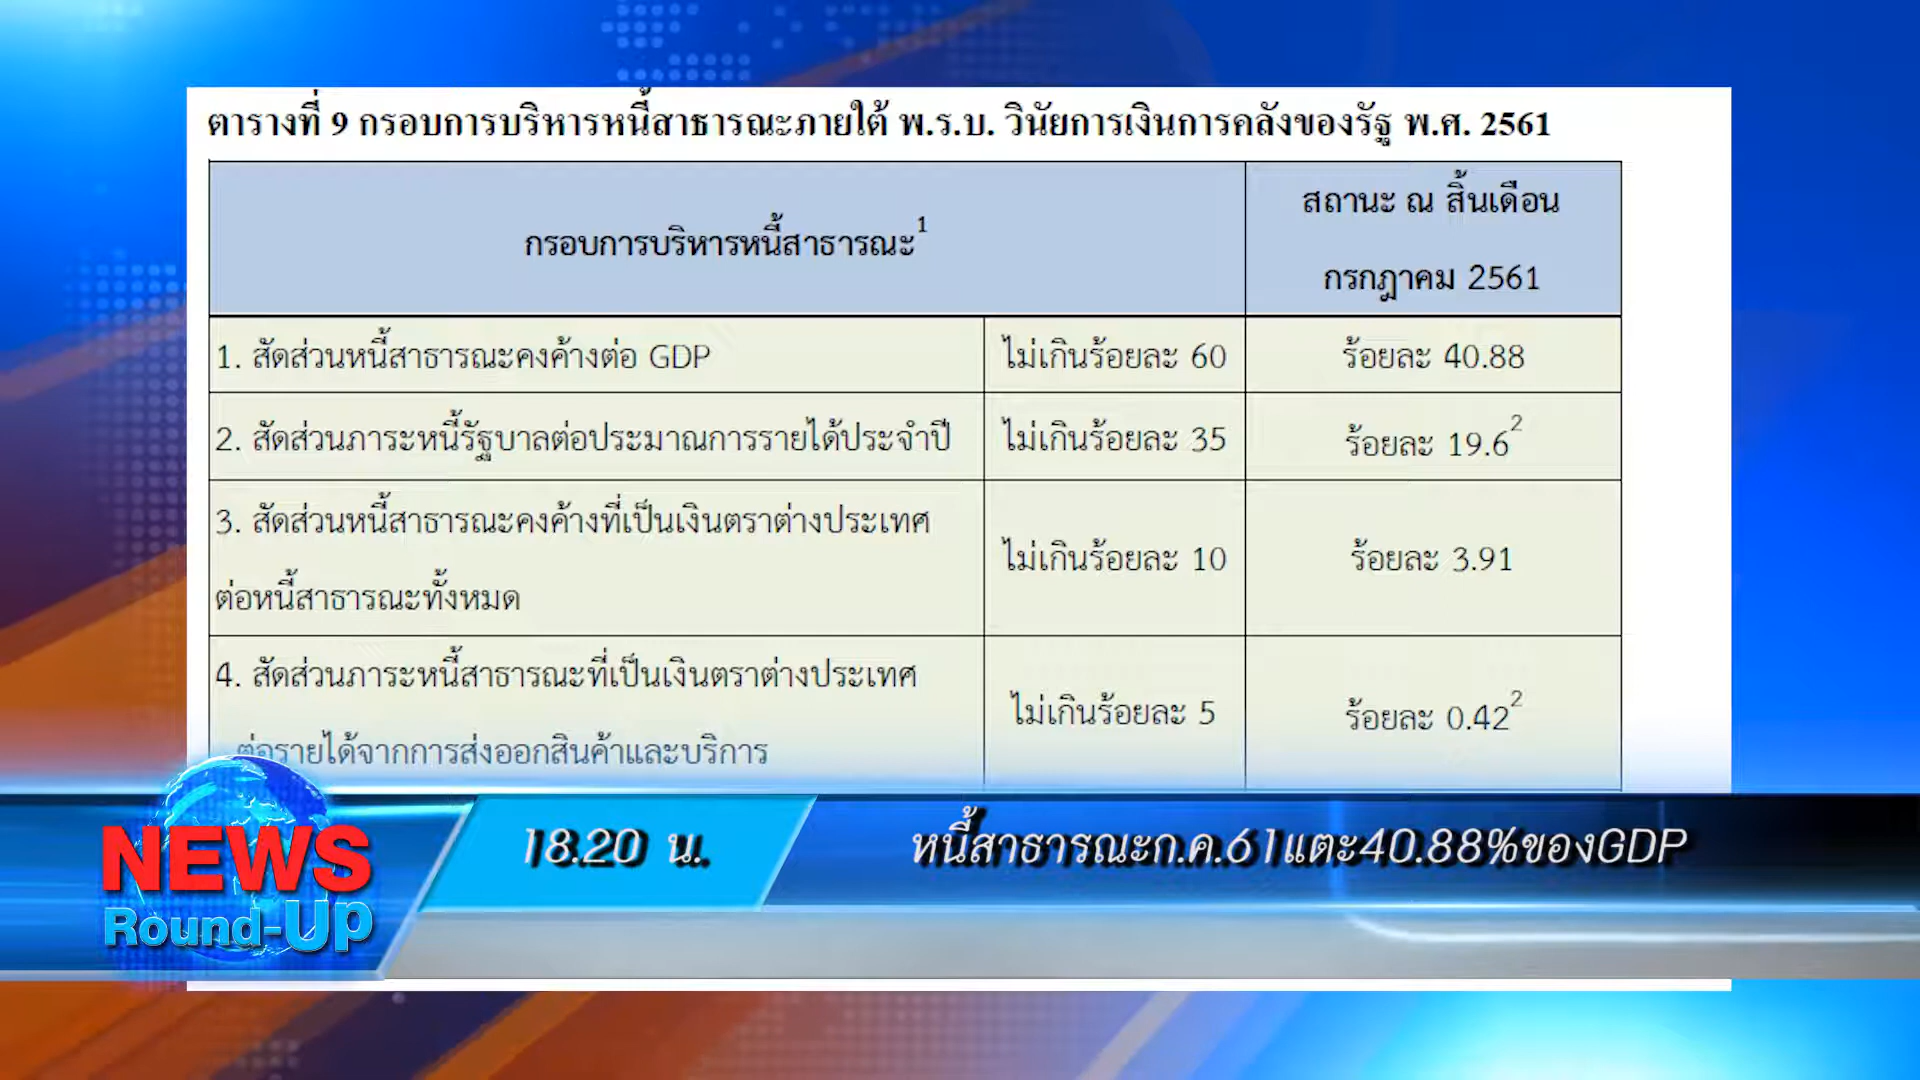 ตารางที่ 9 กรอบการบริหารหนี้สาธารณะภายใต้ พ.ร.บ. วินัยการเงินการคลังของรัฐ พ.ศ. 2561
กรอบการบริหารหนี้สาธารณะ1
สถานะ ณ สิ้นเดือน
กรกฎาคม 2561
1. สัดส่วนหนี้สาธารณะคงค้างต่อ GDP ไม่เกินร้อยละ 60 ร้อยละ 40.88
2. สัดส่วนภาระหนี้รัฐบาลต่อประมาณการรายได้ประจำปี ไม่เกินร้อยละ 35 ร้อยละ 19.62
3. สัดส่วนหนี้สาธารณะคงค้างที่เป็นเงินตราต่างประเทศ
ต่อหนี้สาธารณะทั้งหมด
ไม่เกินร้อยละ 10 ร้อยละ 3.91
4. สัดส่วนภาระหนี้สาธารณะที่เป็นเงินตราต่างประเทศ
ต่อรายได้จากการส่งออกสินค้าและบริการ
ไม่เกินร้อยละ 5 ร้อยละ 0.422
NEWS
Round-Up
18.20 น.
หนี้สาธารณะก.ค.61แตะ40.88%ของGDP